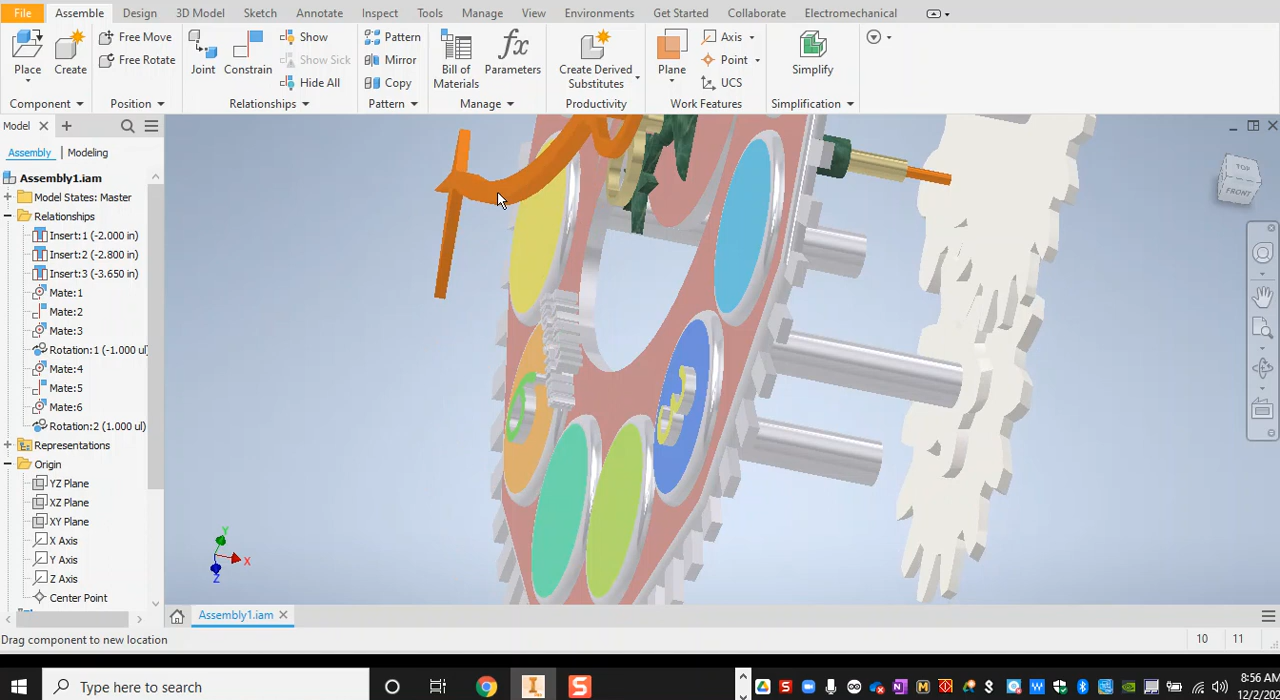 File Assemble Design 3D Model Sketch Annotate Inspect Tools Manage View Environments Get Started Collaborate Electromechanical
Place Create Free Move Free Rotate Joint Constrain Show Show Sick Hide All Pattern Mirror Copy Bill of Materials Parameters Create Derived Substitutes Plane Axis Point UCS Simplify
Component Position Relationships Pattern Manage Productivity Work Features Simplification
Model
Assembly Modeling
Assembly1.iam
Model States: Master
Relationships
Insert:1 (-2.000 in)
Insert:2 (-2.800 in)
Insert:3 (-3.650 in)
Mate:1
Mate:2
Mate:3
Rotation:1 (-1.000 ul
Mate:4
Mate:5
Mate:6
Rotation:2 (1.000 ul)
Representations
Origin
YZ Plane
XZ Plane
XY Plane
X Axis
Y Axis
Z Axis
Center Point
TOP
FRONT
Y
X
Z
Assembly1.iam
Drag component to new location 10 11
Type here to search
8:56 AM